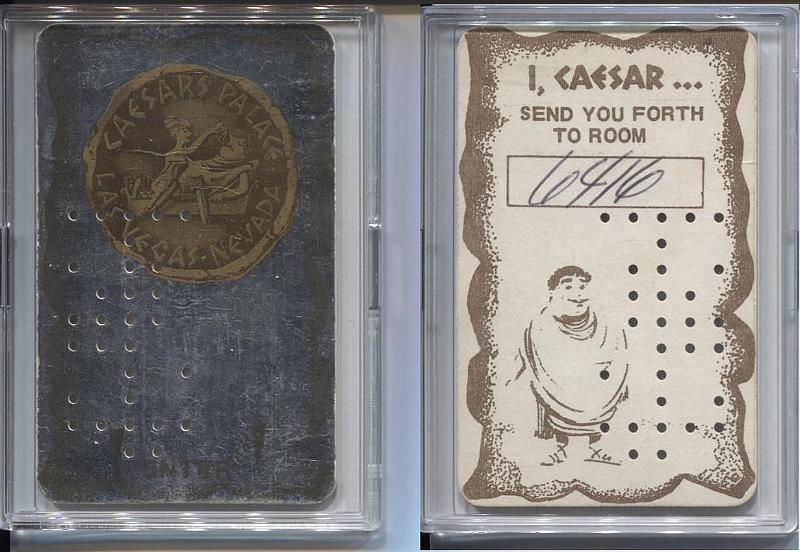 CAESARS PALACE
LAS VEGAS NEVADA
ENTER
I, CAESAR ...
SEND YOU FORTH
TO ROOM
6416